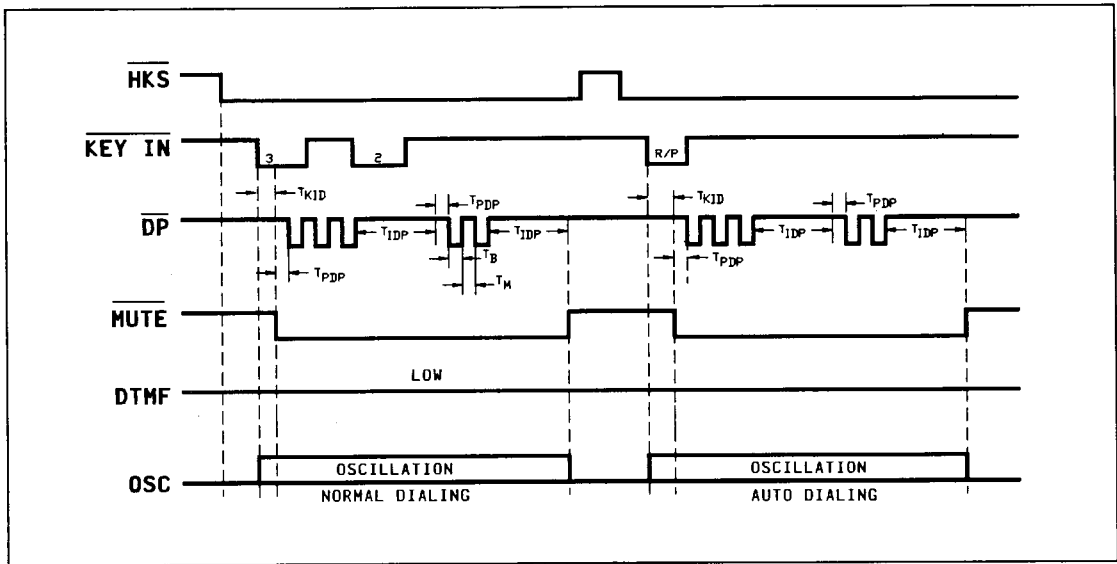 HKS
KEY IN
3
2
R/P
TKID
TPDP
TKID
TPDP
DP
TIDP
TIDP
TIDP
TIDP
TB
TPDP
TPDP
TM
MUTE
LOW
DTMF
OSCILLATION
OSCILLATION
OSC
NORMAL DIALING
AUTO DIALING